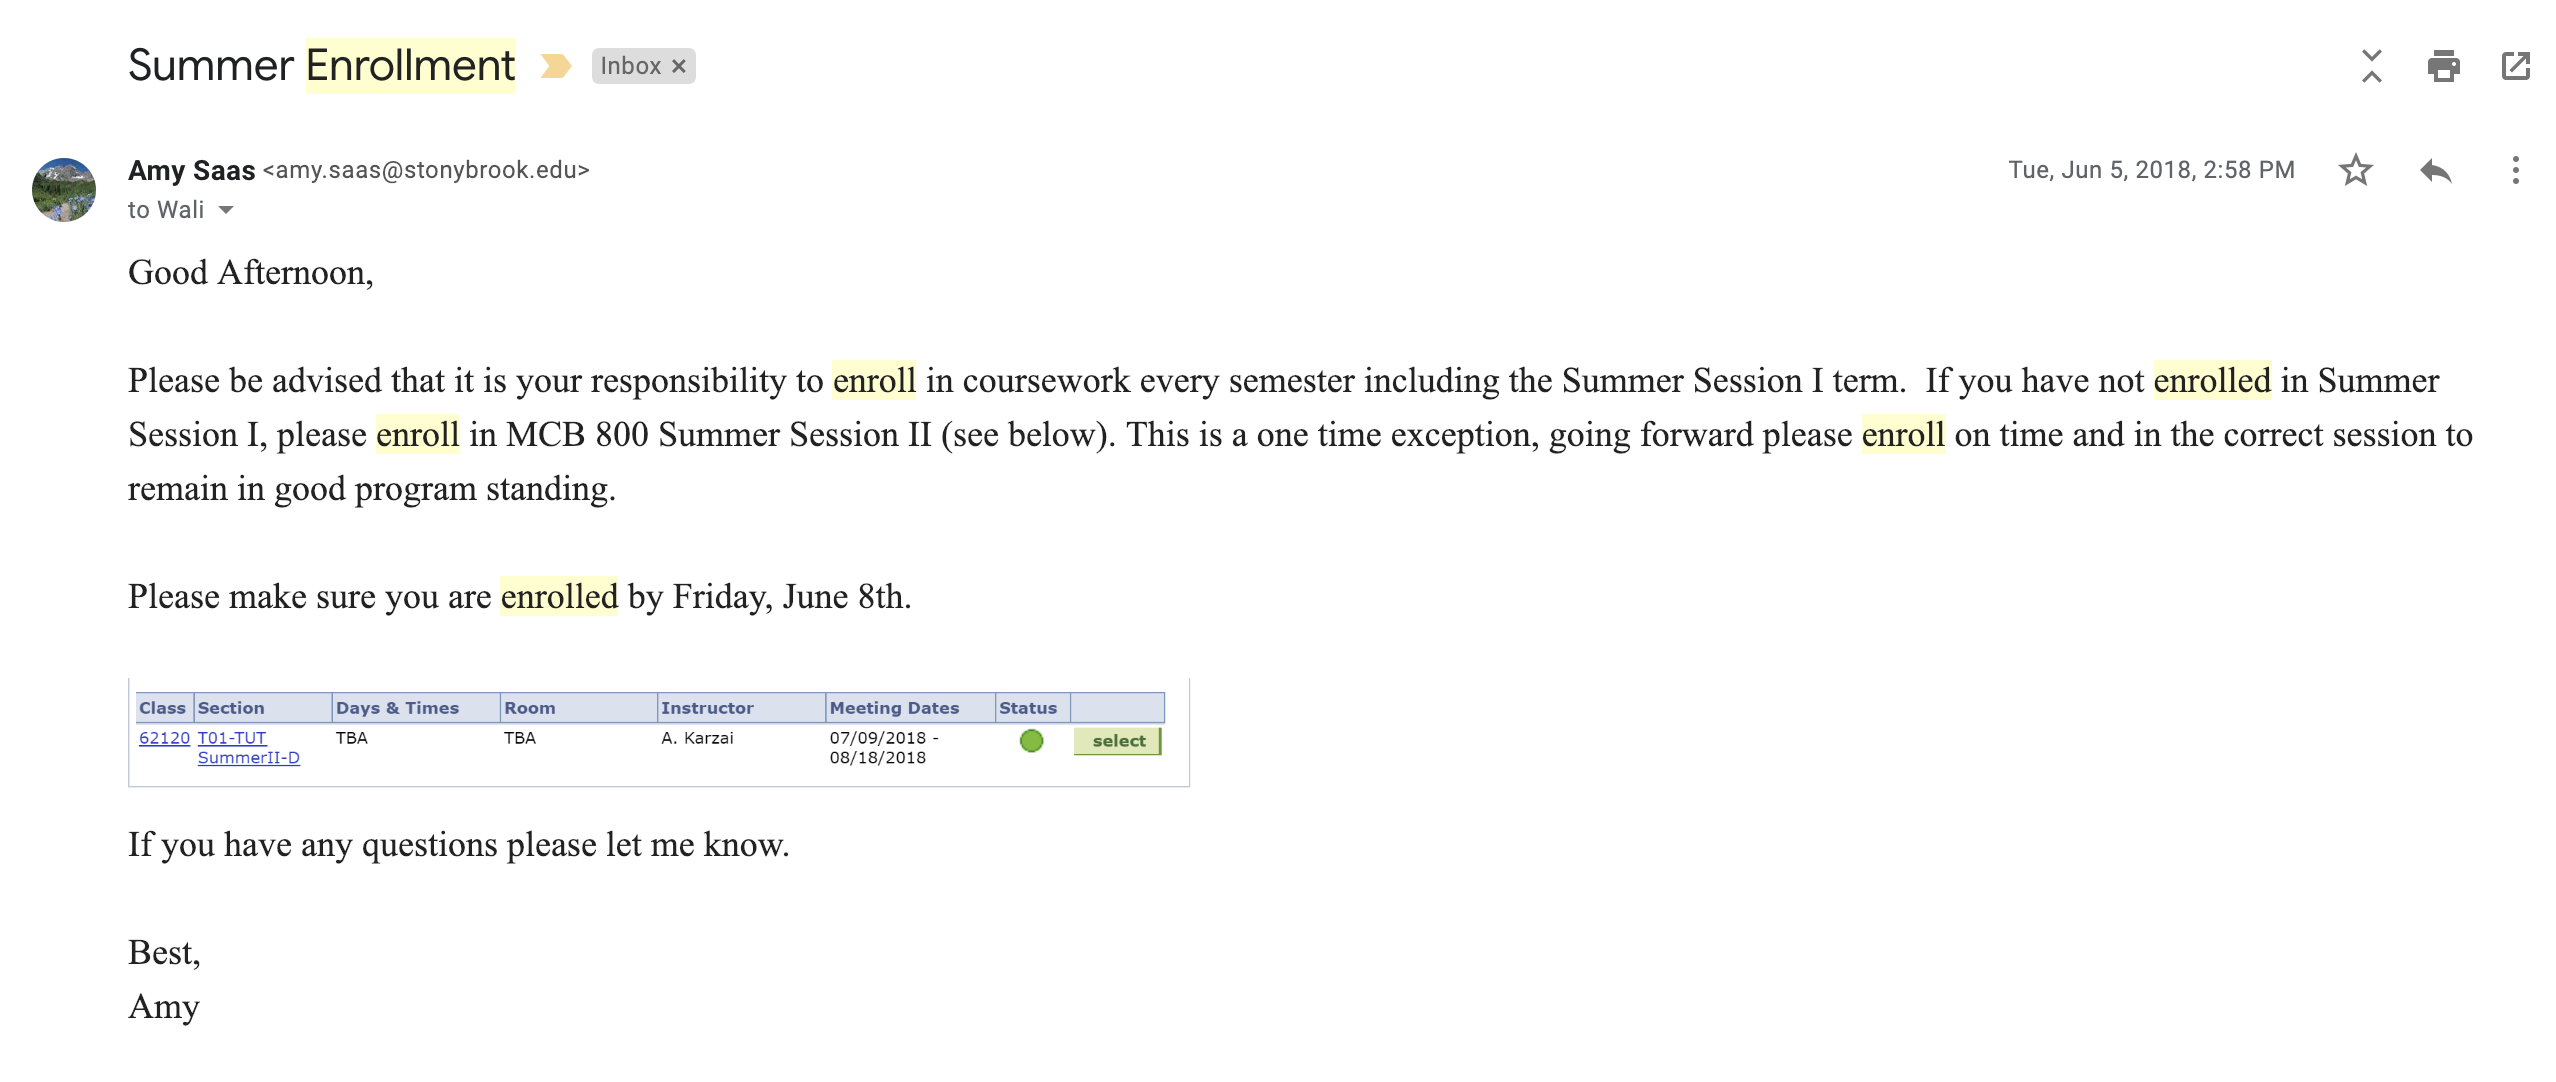 Summer Enrollment Inbox ×
Amy Saas <amy.saas@stonybrook.edu> Tue, Jun 5, 2018, 2:58 PM
to Wali
Good Afternoon,
Please be advised that it is your responsibility to enroll in coursework every semester including the Summer Session I term.  If you have not enrolled in Summer
Session I, please enroll in MCB 800 Summer Session II (see below). This is a one time exception, going forward please enroll on time and in the correct session to
remain in good program standing.
Please make sure you are enrolled by Friday, June 8th.
Class Section Days & Times Room Instructor Meeting Dates Status
62120 T01-TUT TBA TBA A. Karzai 07/09/2018 - select
SummerII-D 08/18/2018
If you have any questions please let me know.
Best,
Amy